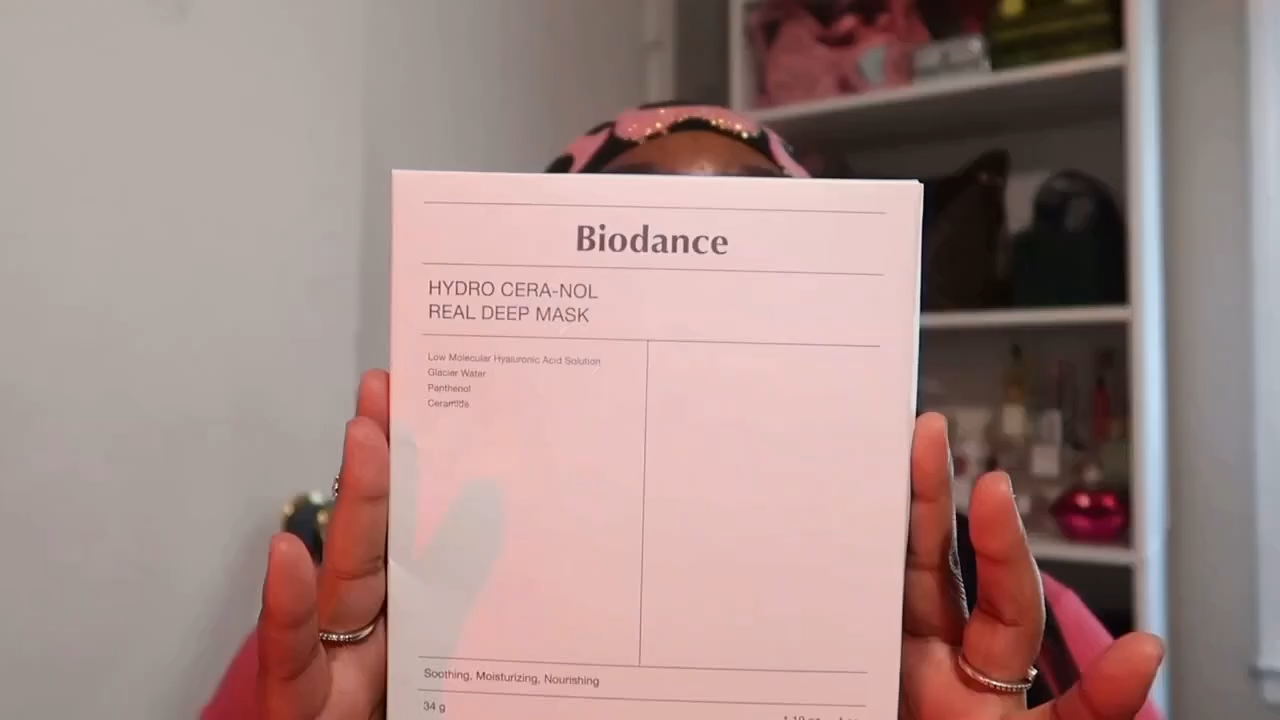 Biodance
HYDRO CERA-NOL
REAL DEEP MASK
Low Molecular Hyaluronic Acid Solution
Glacier Water
Panthenol
Ceramide
Soothing, Moisturizing, Nourishing
34 g